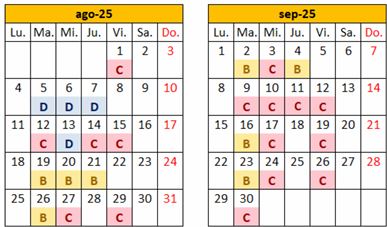 ago-25
Lu. Ma. Mi. Ju. Vi. Sa. Do.
1 2 3
C
4 5 6 7 8 9 10
D D D
11 12 13 14 15 16 17
C D C C
18 19 20 21 22 23 24
B B B
25 26 27 28 29 30 31
B C C
sep-25
Lu. Ma. Mi. Ju. Vi. Sa. Do.
1 2 3 4 5 6 7
B C B
8 9 10 11 12 13 14
C C C C
15 16 17 18 19 20 21
B C C
22 23 24 25 26 27 28
B C C
29 30
C